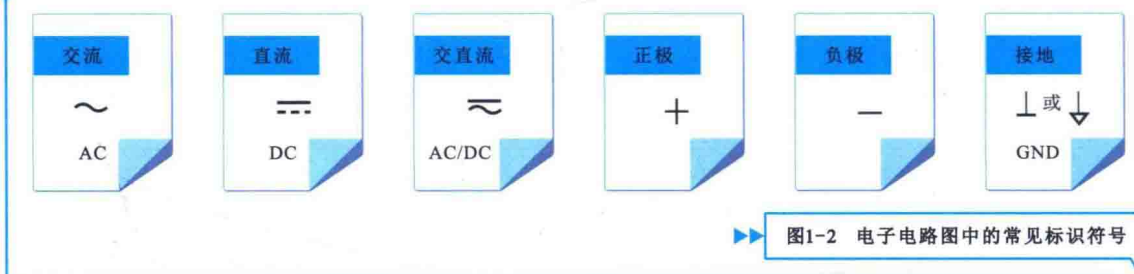 交流
直流
交直流
正极
负极
接地
～
⎓
+
−
⊥ 或
AC
DC
AC/DC
GND
图1-2 电子电路图中的常见标识符号